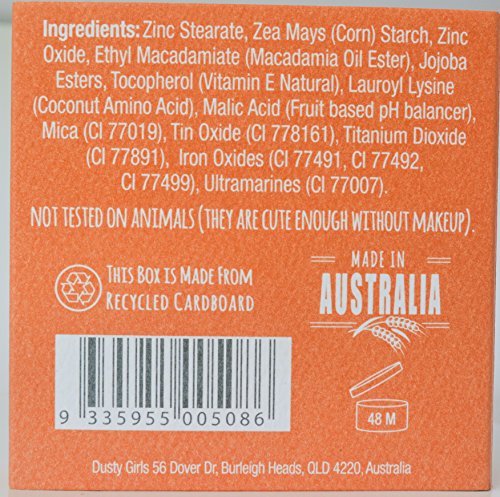 Ingredients: Zinc Stearate, Zea Mays (Corn) Starch, Zinc
Oxide, Ethyl Macadamiate (Macadamia Oil Ester), Jojoba
Esters, Tocopherol (Vitamin E Natural), Lauroyl Lysine
(Coconut Amino Acid), Malic Acid (Fruit based pH balancer),
Mica (CI 77019), Tin Oxide (CI 778161), Titanium Dioxide
(CI 77891), Iron Oxides (CI 77491, CI 77492,
CI 77499), Ultramarines (CI 77007).
NOT TESTED ON ANIMALS (THEY ARE CUTE ENOUGH WITHOUT MAKEUP).
THIS BOX IS MADE FROM
RECYCLED CARDBOARD
MADE IN
AUSTRALIA
9 335955 005086
48 M
Dusty Girls 56 Dover Dr, Burleigh Heads, QLD 4220, Australia